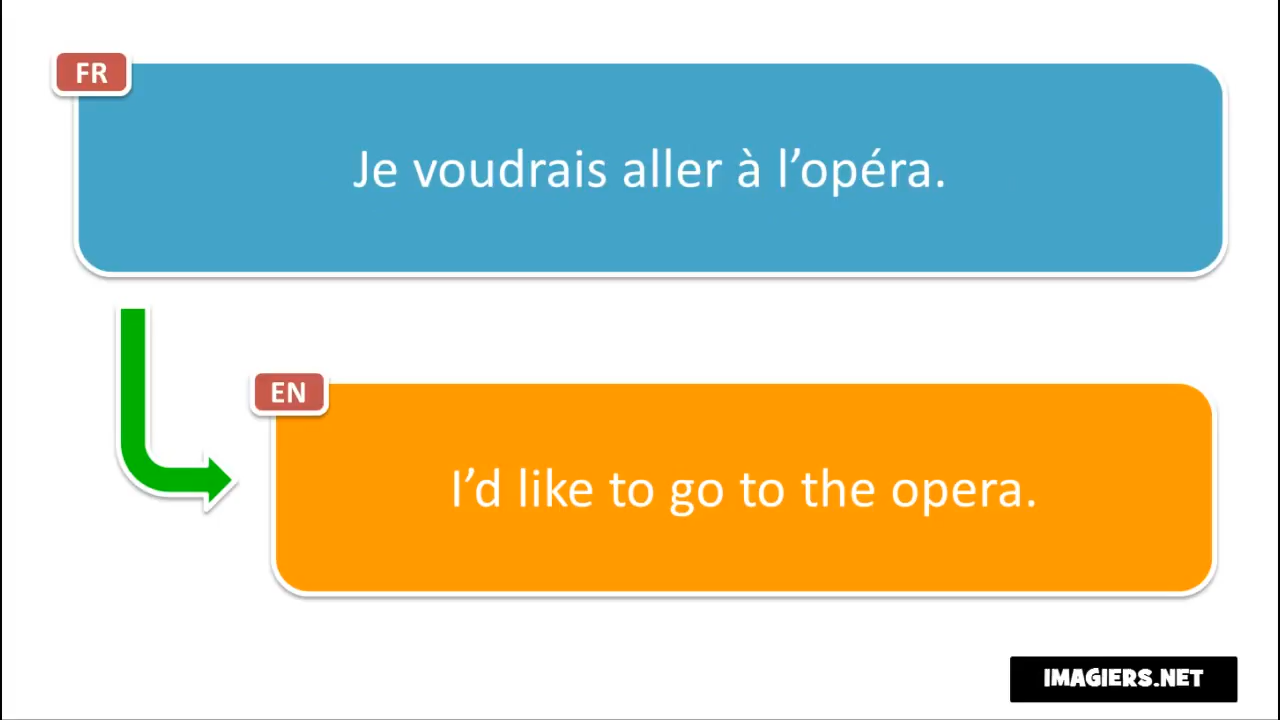 FR
Je voudrais aller à l’opéra.
EN
I’d like to go to the opera.
IMAGIERS.NET